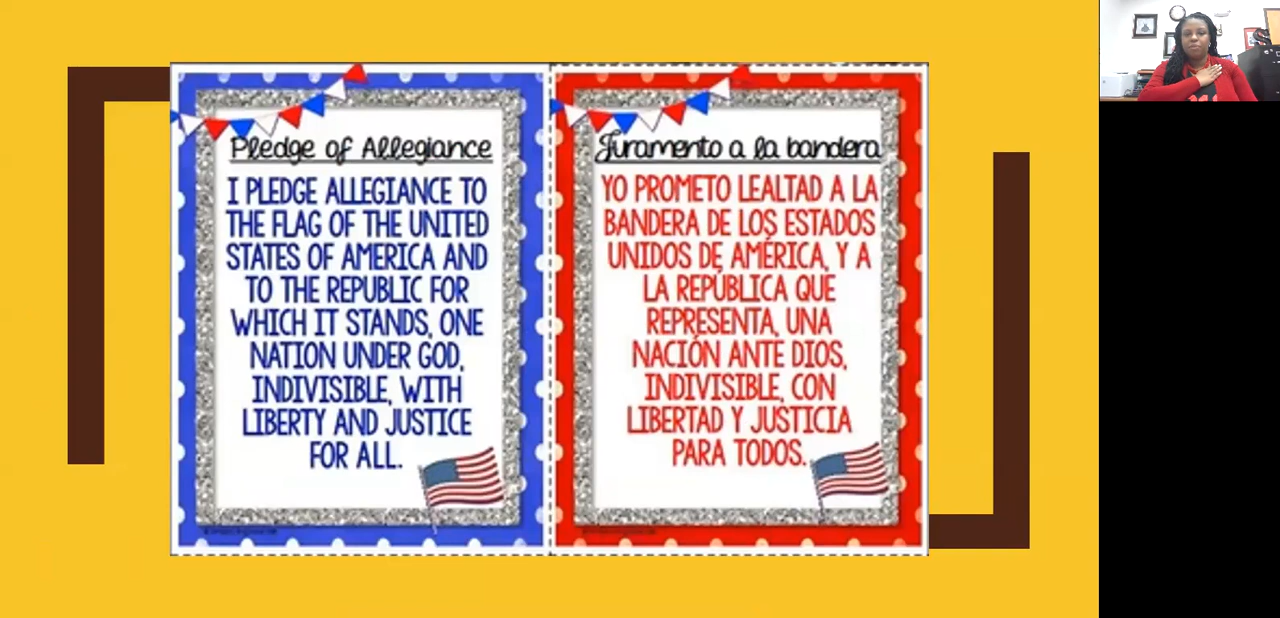 Pledge of Allegiance
I PLEDGE ALLEGIANCE TO
THE FLAG OF THE UNITED
STATES OF AMERICA AND
TO THE REPUBLIC FOR
WHICH IT STANDS, ONE
NATION UNDER GOD,
INDIVISIBLE, WITH
LIBERTY AND JUSTICE
FOR ALL.
Juramento a la bandera
YO PROMETO LEALTAD A LA
BANDERA DE LOS ESTADOS
UNIDOS DE AMÉRICA, Y A
LA REPÚBLICA QUE
REPRESENTA, UNA
NACIÓN ANTE DIOS,
INDIVISIBLE, CON
LIBERTAD Y JUSTICIA
PARA TODOS.